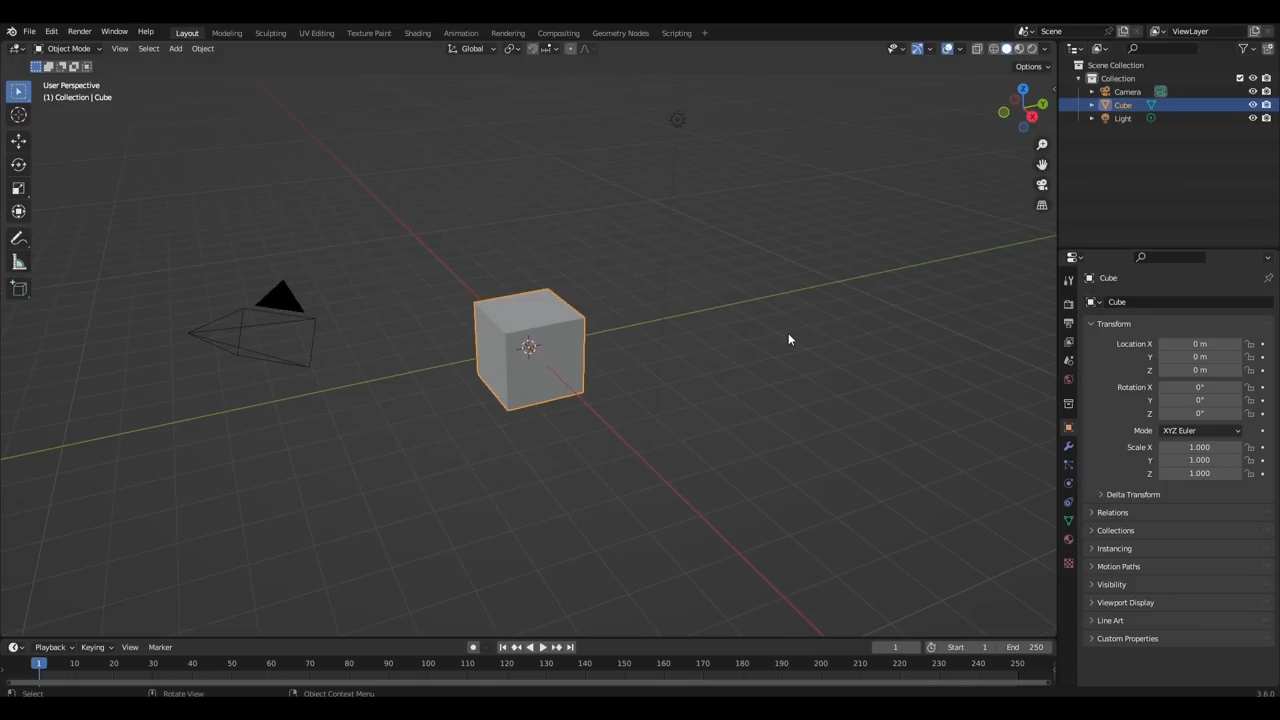 File Edit Render Window Help Layout Modeling Sculpting UV Editing Texture Paint Shading Animation Rendering Compositing Geometry Nodes Scripting + Scene ViewLayer
Object Mode View Select Add Object Global
Options
User Perspective
(1) Collection | Cube
Z
Y
X
Scene Collection
Collection
Camera
Cube
Light
Cube
Cube
Transform
Location X 0 m
Y 0 m
Z 0 m
Rotation X 0°
Y 0°
Z 0°
Mode XYZ Euler
Scale X 1.000
Y 1.000
Z 1.000
Delta Transform
Relations
Collections
Instancing
Motion Paths
Visibility
Viewport Display
Line Art
Custom Properties
Playback Keying View Marker 1 Start 1 End 250
1 10 20 30 40 50 60 70 80 90 100 110 120 130 140 150 160 170 180 190 200 210 220 230 240 250
Select Rotate View Object Context Menu 3.6.0